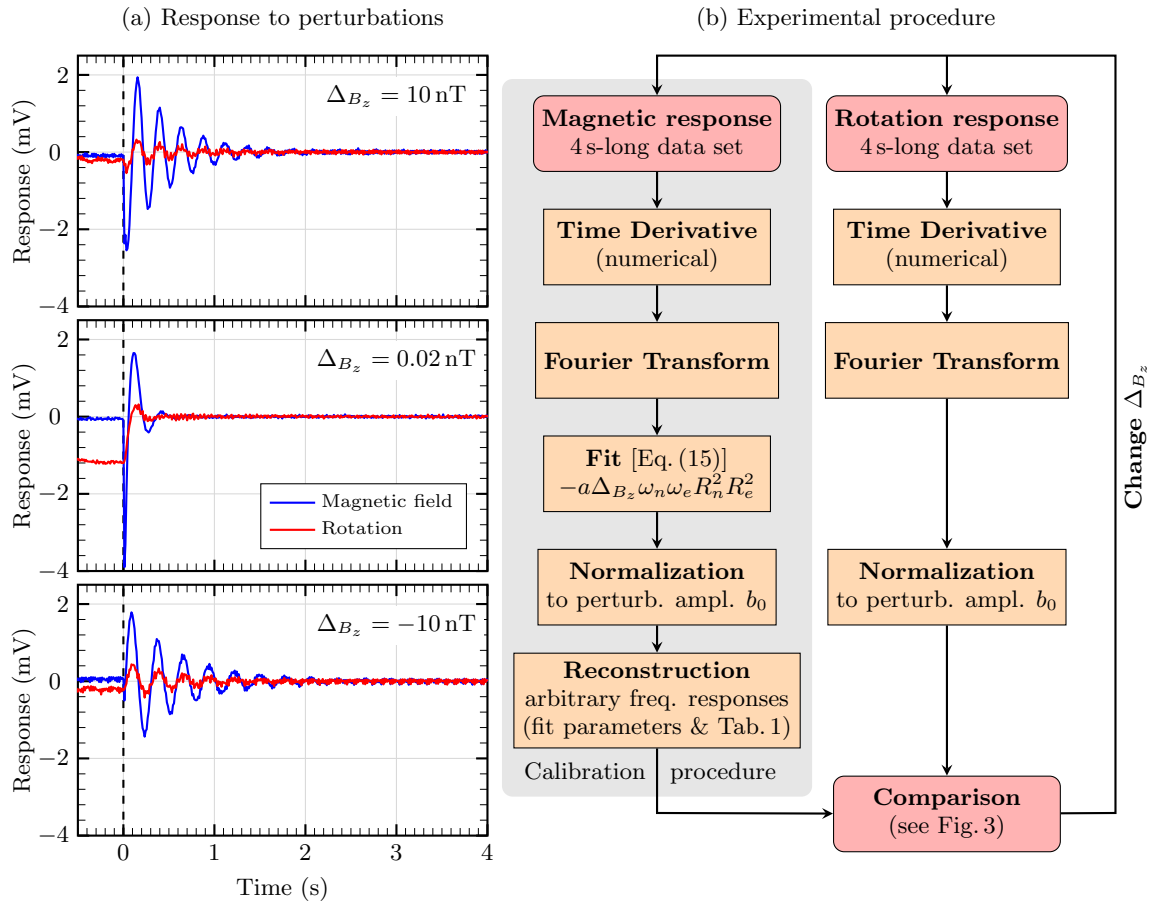 (a) Response to perturbations
Response (mV)
2
0
−2
−4
Δ_{B_z} = 10 nT
Response (mV)
2
0
−2
−4
Δ_{B_z} = 0.02 nT
Magnetic field
Rotation
Response (mV)
2
0
−2
−4
Δ_{B_z} = −10 nT
0 1 2 3 4
Time (s)
(b) Experimental procedure
Magnetic response
4 s-long data set
Time Derivative
(numerical)
Fourier Transform
Fit [Eq. (15)]
−aΔ_{B_z}ω_nω_eR_n^2R_e^2
Normalization
to perturb. ampl. b_0
Reconstruction
arbitrary freq. responses
(fit parameters & Tab. 1)
Calibration procedure
Rotation response
4 s-long data set
Time Derivative
(numerical)
Fourier Transform
Normalization
to perturb. ampl. b_0
Comparison
(see Fig. 3)
Change Δ_{B_z}